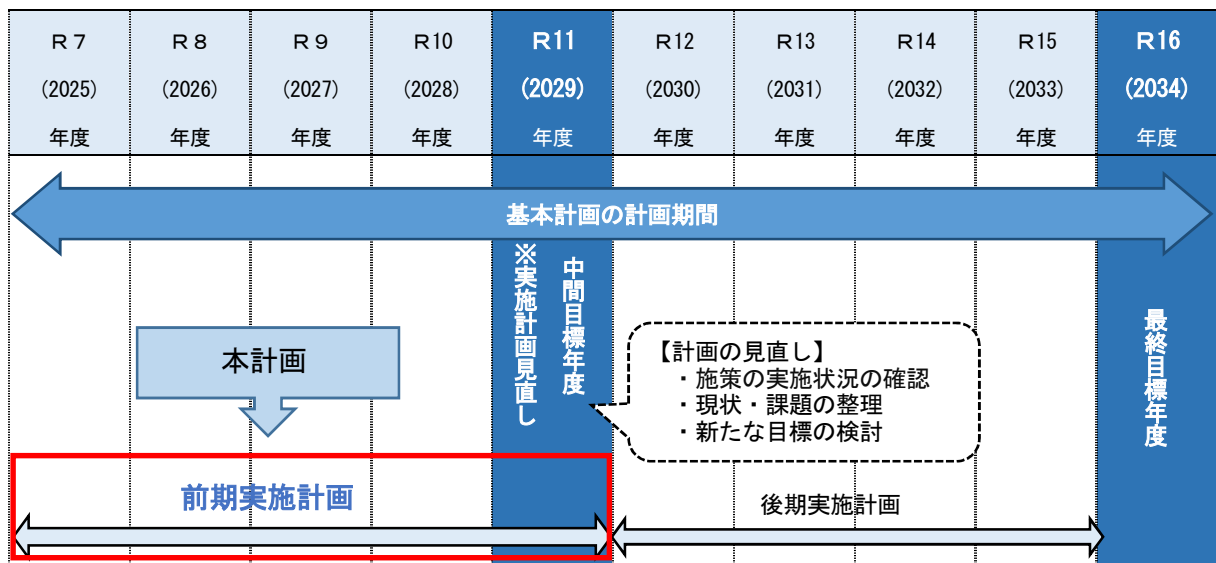 R7 R8 R9 R10 R11 R12 R13 R14 R15 R16
(2025) (2026) (2027) (2028) (2029) (2030) (2031) (2032) (2033) (2034)
年度 年度 年度 年度 年度 年度 年度 年度 年度 年度
基本計画の計画期間
中間目標年度
※実施計画見直し
最終目標年度
本計画
【計画の見直し】
・施策の実施状況の確認
・現状・課題の整理
・新たな目標の検討
前期実施計画
後期実施計画